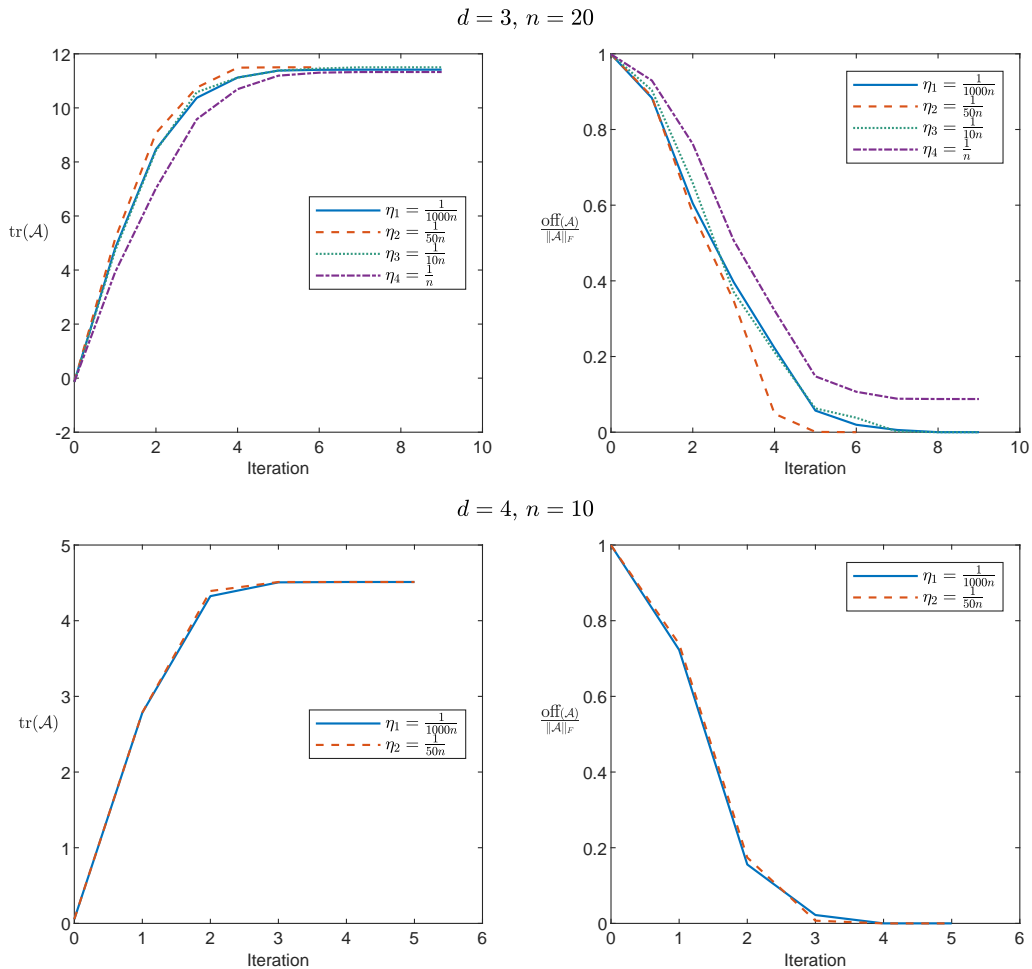 d = 3, n = 20
12
10
8
6
4
2
0
-2
tr(𝒜)
η₁ = 1/1000n
η₂ = 1/50n
η₃ = 1/10n
η₄ = 1/n
0 2 4 6 8 10
Iteration
1
0.8
0.6
0.4
0.2
0
off(𝒜)/‖𝒜‖F
η₁ = 1/1000n
η₂ = 1/50n
η₃ = 1/10n
η₄ = 1/n
0 2 4 6 8 10
Iteration
d = 4, n = 10
5
4
3
2
1
0
tr(𝒜)
η₁ = 1/1000n
η₂ = 1/50n
0 1 2 3 4 5 6
Iteration
1
0.8
0.6
0.4
0.2
0
off(𝒜)/‖𝒜‖F
η₁ = 1/1000n
η₂ = 1/50n
0 1 2 3 4 5 6
Iteration